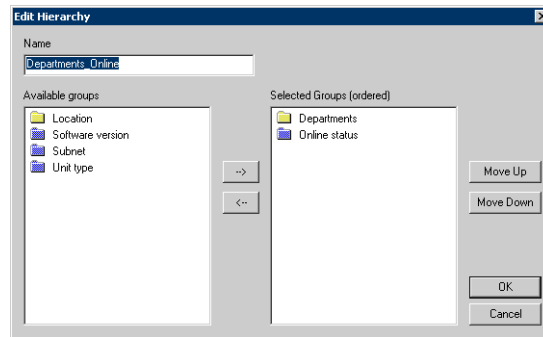 Edit Hierarchy
Name
Departments_Online
Available groups
Location
Software version
Subnet
Unit type
-->
<--
Selected Groups (ordered)
Departments
Online status
Move Up
Move Down
OK
Cancel